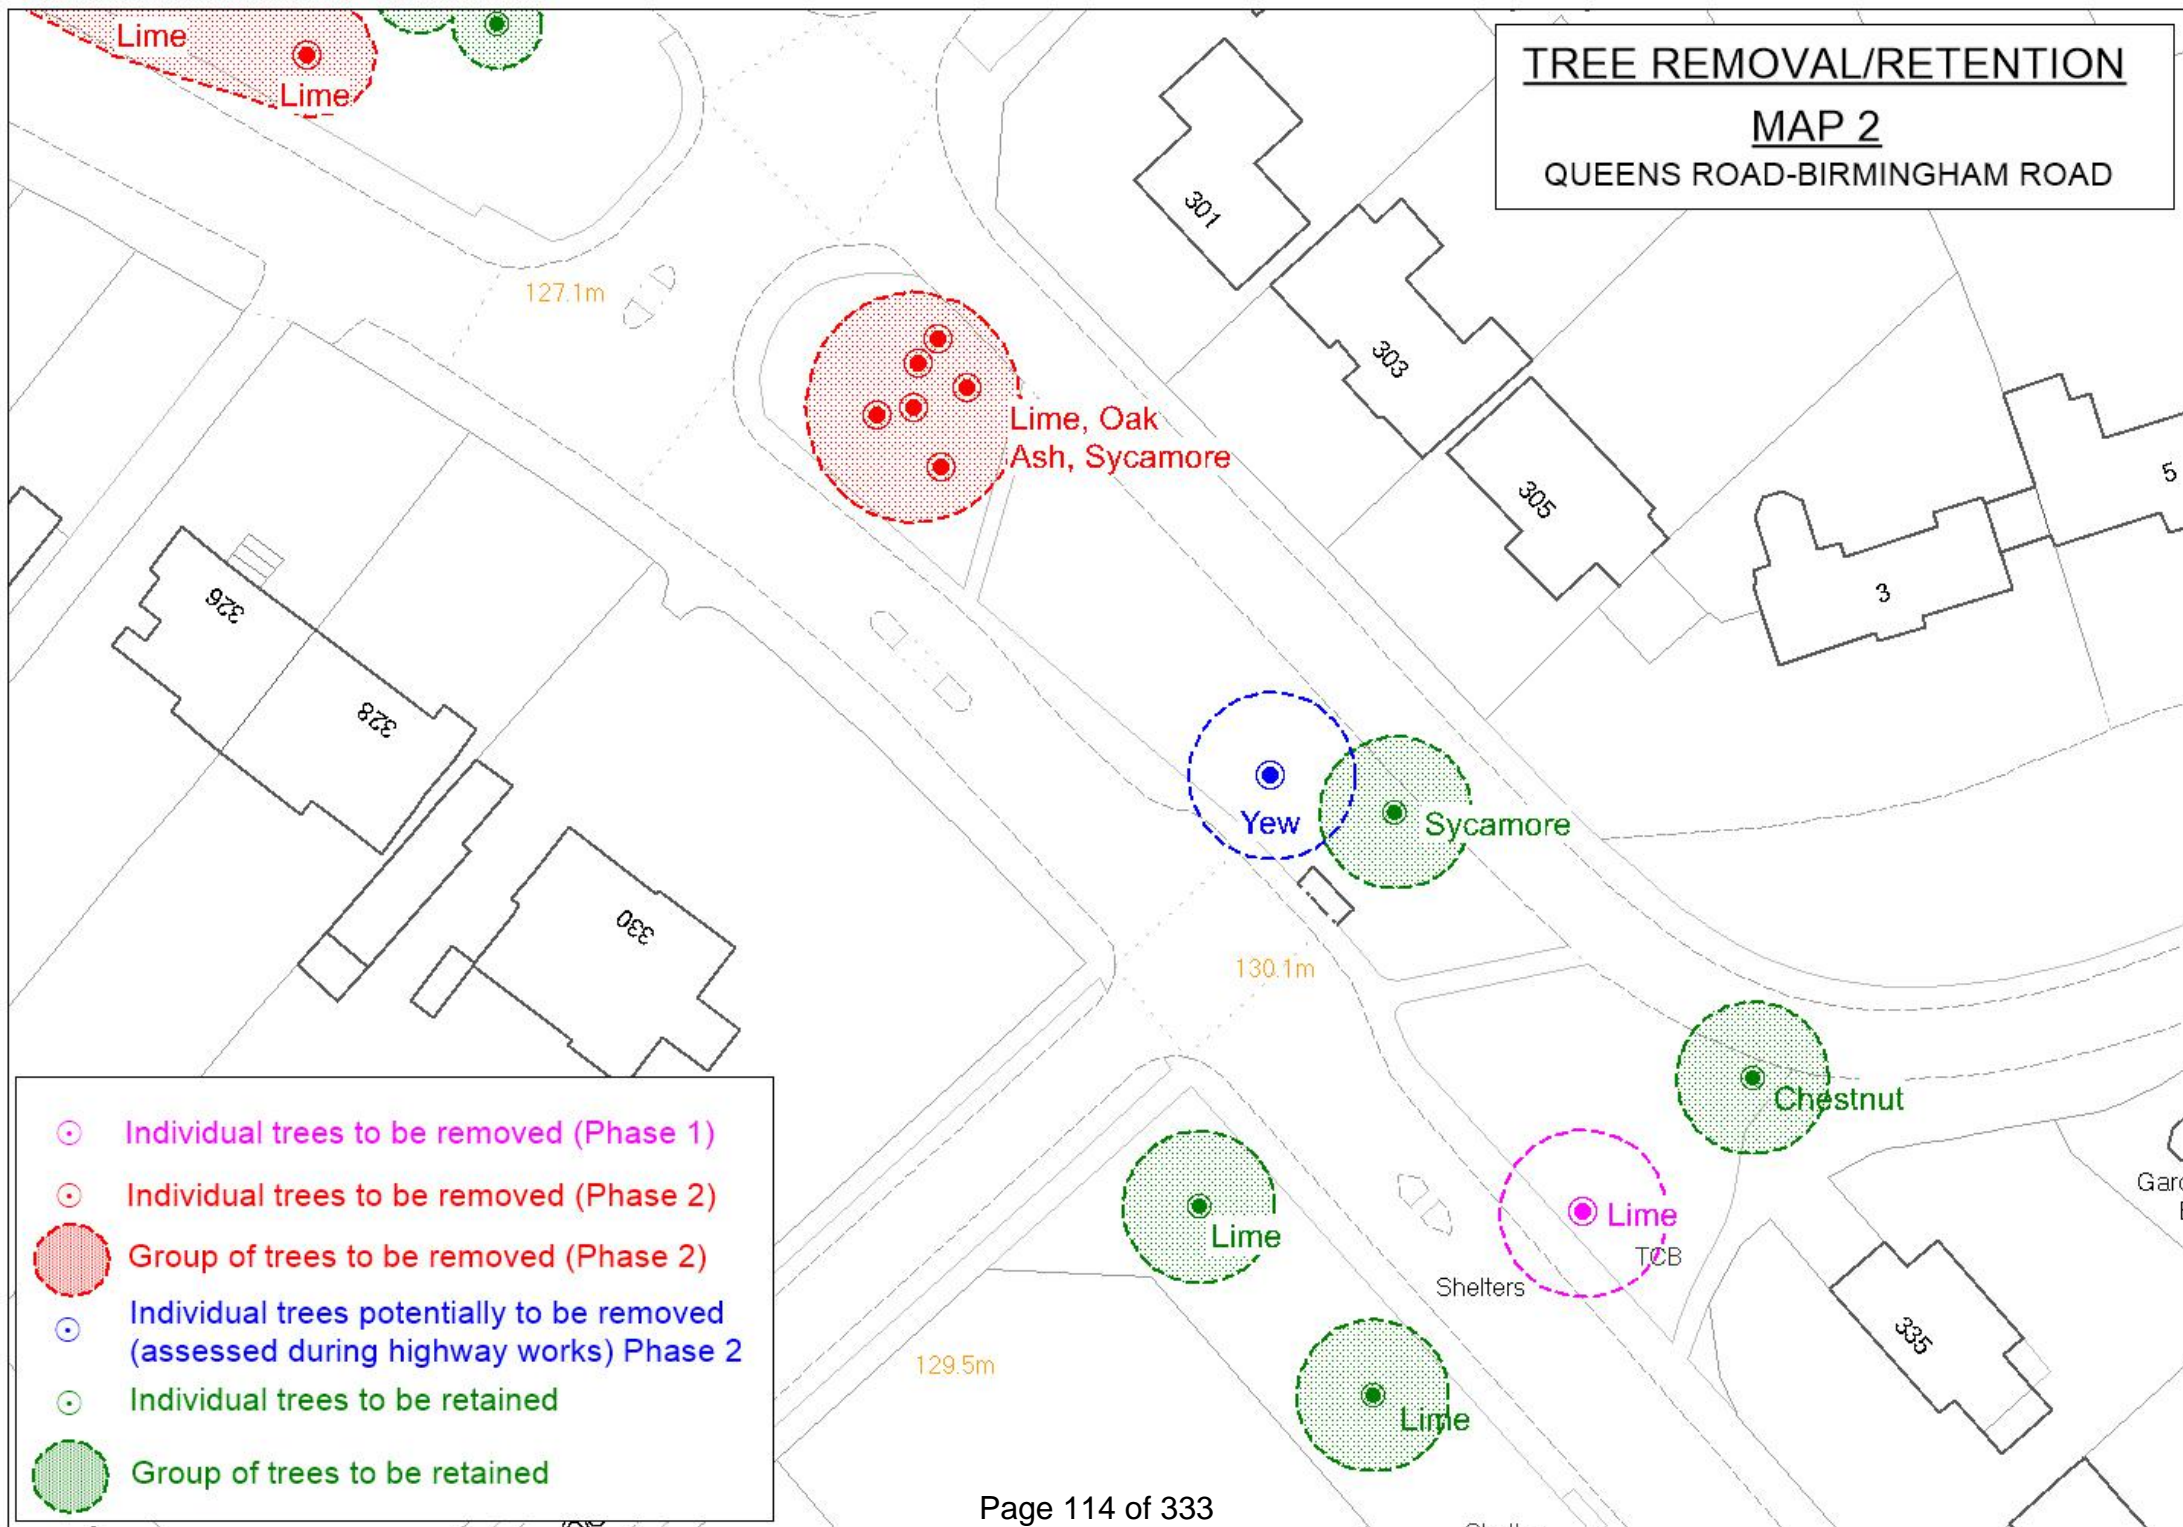 Lime
Lime
TREE REMOVAL/RETENTION
MAP 2
QUEENS ROAD-BIRMINGHAM ROAD
301
127.1m
303
Lime, Oak
Ash, Sycamore
305
5
3
326
328
Yew
Sycamore
330
130.1m
Chestnut
Lime
Lime
TCB
Shelters
335
129.5m
Lime
Individual trees to be removed (Phase 1)
Individual trees to be removed (Phase 2)
Group of trees to be removed (Phase 2)
Individual trees potentially to be removed
(assessed during highway works) Phase 2
Individual trees to be retained
Group of trees to be retained
Page 114 of 333